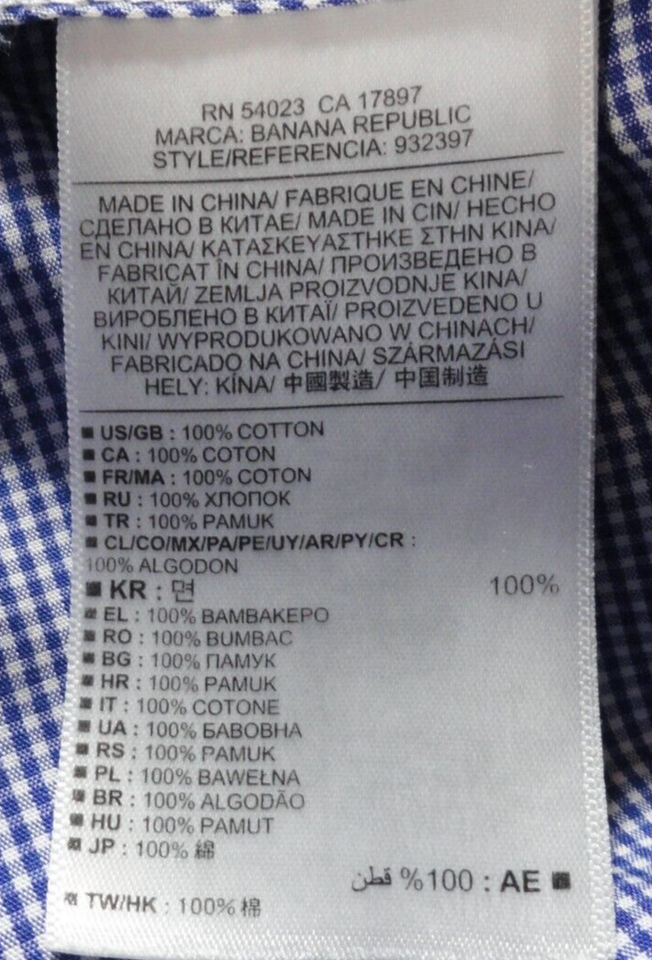 RN 54023 CA 17897
MARCA: BANANA REPUBLIC
STYLE/REFERENCIA: 932397
MADE IN CHINA/ FABRIQUE EN CHINE/
СДЕЛАНО В КИТАЕ/ MADE IN CIN/ HECHO
EN CHINA/ ΚΑΤΑΣΚΕΥΑΣΤΗΚΕ ΣΤΗΝ ΚΙΝΑ/
FABRICAT ÎN CHINA/ ПРОИЗВЕДЕНО В
КИТАЙ/ ZEMLJA PROIZVODNJE KINA/
ВИРОБЛЕНО В КИТАЇ/ PROIZVEDENO U
KINI/ WYPRODUKOWANO W CHINACH/
FABRICADO NA CHINA/ SZÁRMAZÁSI
HELY: KÍNA/ 中國製造/ 中国制造
US/GB : 100% COTTON
CA : 100% COTON
FR/MA : 100% COTON
RU : 100% ХЛОПОК
TR : 100% PAMUK
CL/CO/MX/PA/PE/UY/AR/PY/CR :
100% ALGODON
KR : 면 100%
EL : 100% ΒΑΜΒΑΚΕΡΟ
RO : 100% BUMBAC
BG : 100% ПАМУК
HR : 100% PAMUK
IT : 100% COTONE
UA : 100% БАВОВНА
RS : 100% PAMUK
PL : 100% BAWEŁNA
BR : 100% ALGODÃO
HU : 100% PAMUT
JP : 100% 綿
AE : 100% قطن
TW/HK : 100% 棉